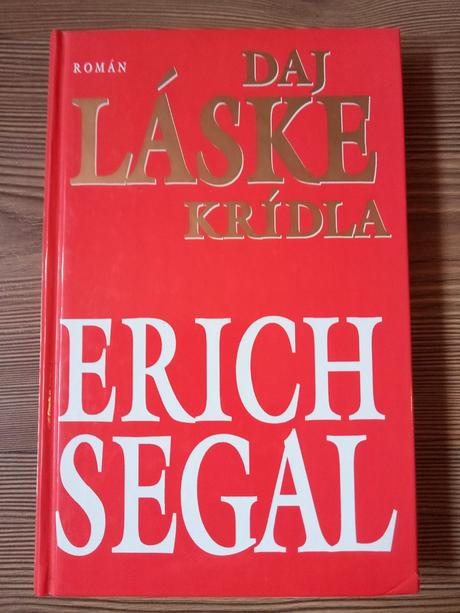 ROMÁN
DAJ
LÁSKE
KRÍDLA
ERICH
SEGAL